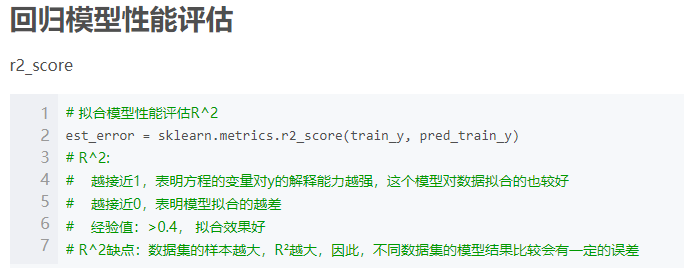 回归模型性能评估
r2_score
1 # 拟合模型性能评估R^2
2 est_error = sklearn.metrics.r2_score(train_y, pred_train_y)
3 # R^2:
4 #   越接近1，表明方程的变量对y的解释能力越强，这个模型对数据拟合的也较好
5 #   越接近0，表明模型拟合的越差
6 #   经验值：>0.4， 拟合效果好
7 # R^2缺点：数据集的样本越大，R²越大，因此，不同数据集的模型结果比较会有一定的误差